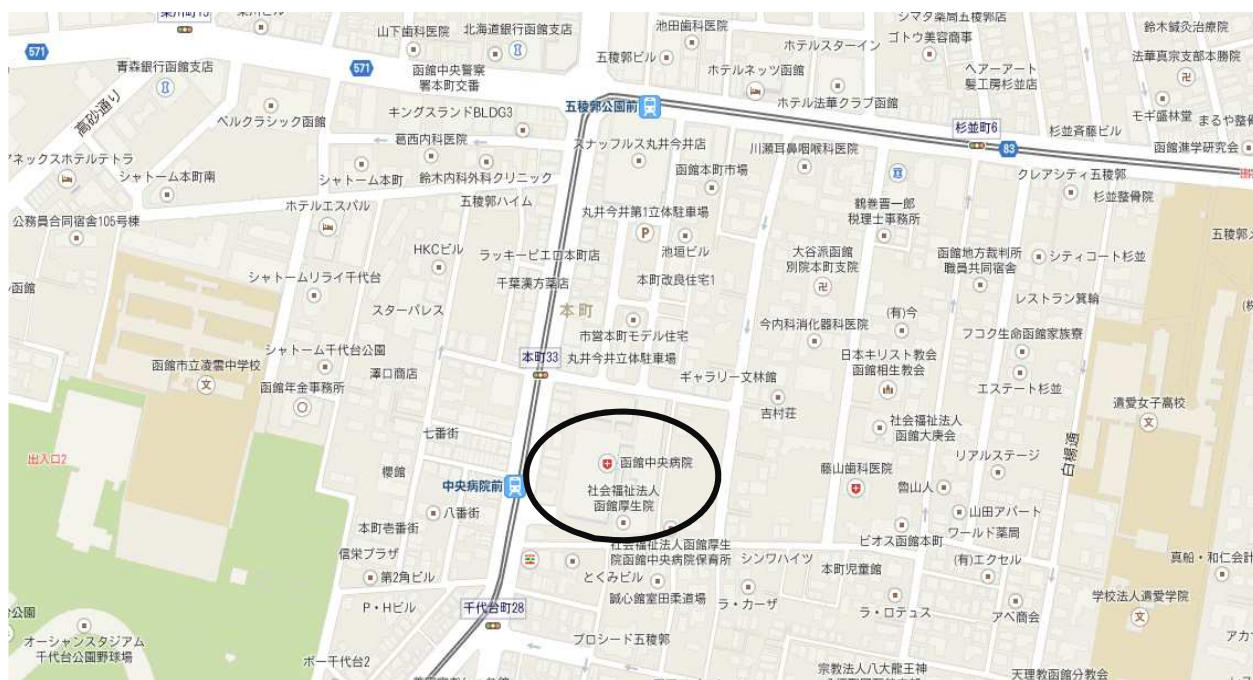 571
山下歯科医院
北海道銀行函館支店
池田歯科医院
シマタ薬局五稜郭店
ゴトウ美容商事
鈴木鍼灸治療院
ホテルスターイン
五稜郭ビル
法華真宗支部本勝院
青森銀行函館支店
571
函館中央警察
署本町交番
ホテルネッツ函館
ヘアーアート
髪工房杉並店
高砂通り
ベルクラシック函館
キングスランドBLDG3
五稜郭公園前
ホテル法華クラブ函館
モギ盛林堂
まるや整骨
杉並町6
杉並斉藤ビル
83
函館進学研究会
葛西内科医院
スナッフルス丸井今井店
川瀬耳鼻咽喉科医院
アネックスホテルテトラ
シャトーム本町南
シャトーム本町
鈴木内科外科クリニック
函館本町市場
クレアシティ五稜郭
杉並整骨院
五稜郭ハイム
鶴巻晋一郎
税理士事務所
公務員合同宿舎105号棟
ホテルエスパル
丸井今井第1立体駐車場
HKCビル
ラッキーピエロ本町店
池垣ビル
大谷派函館
別院本町支院
函館地方裁判所
職員共同宿舎
シティコート杉並
シャトームリライ千代台
千葉漢方薬店
本町改良住宅1
スターパレス
本町
レストラン箕輪
(有)今
市営本町モデル住宅
今内科消化器科医院
フコク生命函館家族寮
シャトーム千代台公園
本町33
丸井今井立体駐車場
日本キリスト教会
函館相生教会
函館市立凌雲中学校
函館年金事務所
澤口商店
ギャラリー文林館
エステート杉並
遺愛女子高校
吉村荘
社会福祉法人
函館大庚会
七番街
白楊通
出入口2
櫻館
函館中央病院
藤山歯科医院
リアルステージ
中央病院前
社会福祉法人
函館厚生院
魯山人
八番街
山田アパート
本町壱番街
ワールド薬局
ビオス函館本町
信栄プラザ
社会福祉法人函館厚生
院函館中央病院保育所
シンワハイツ
(有)エクセル
真船・和仁会計
第2角ビル
とくみビル
本町児童館
誠心館室田柔道場
P・Hビル
千代台町28
ラ・カーザ
ラ・ロテュス
アベ商会
学校法人遺愛学院
オーシャンスタジアム
千代台公園野球場
プロシード五稜郭
ボー千代台2
宗教法人八大龍王神
天理教函館分教会